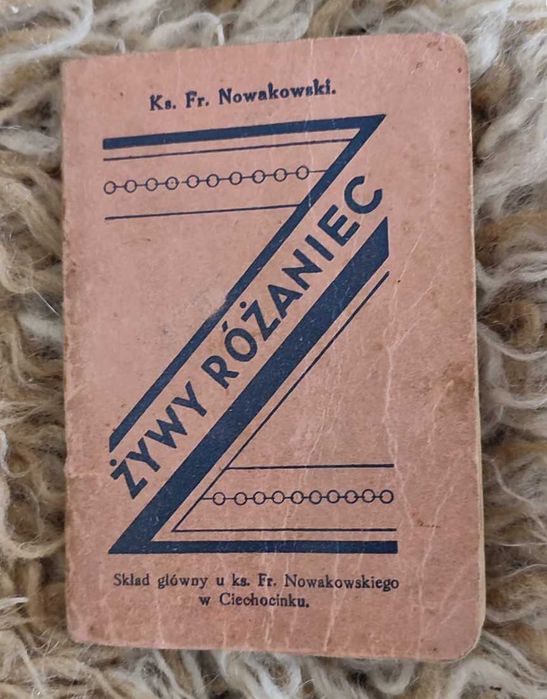 Ks. Fr. Nowakowski.
ŻYWY RÓŻANIEC
Skład główny u ks. Fr. Nowakowskiego
w Ciechocinku.